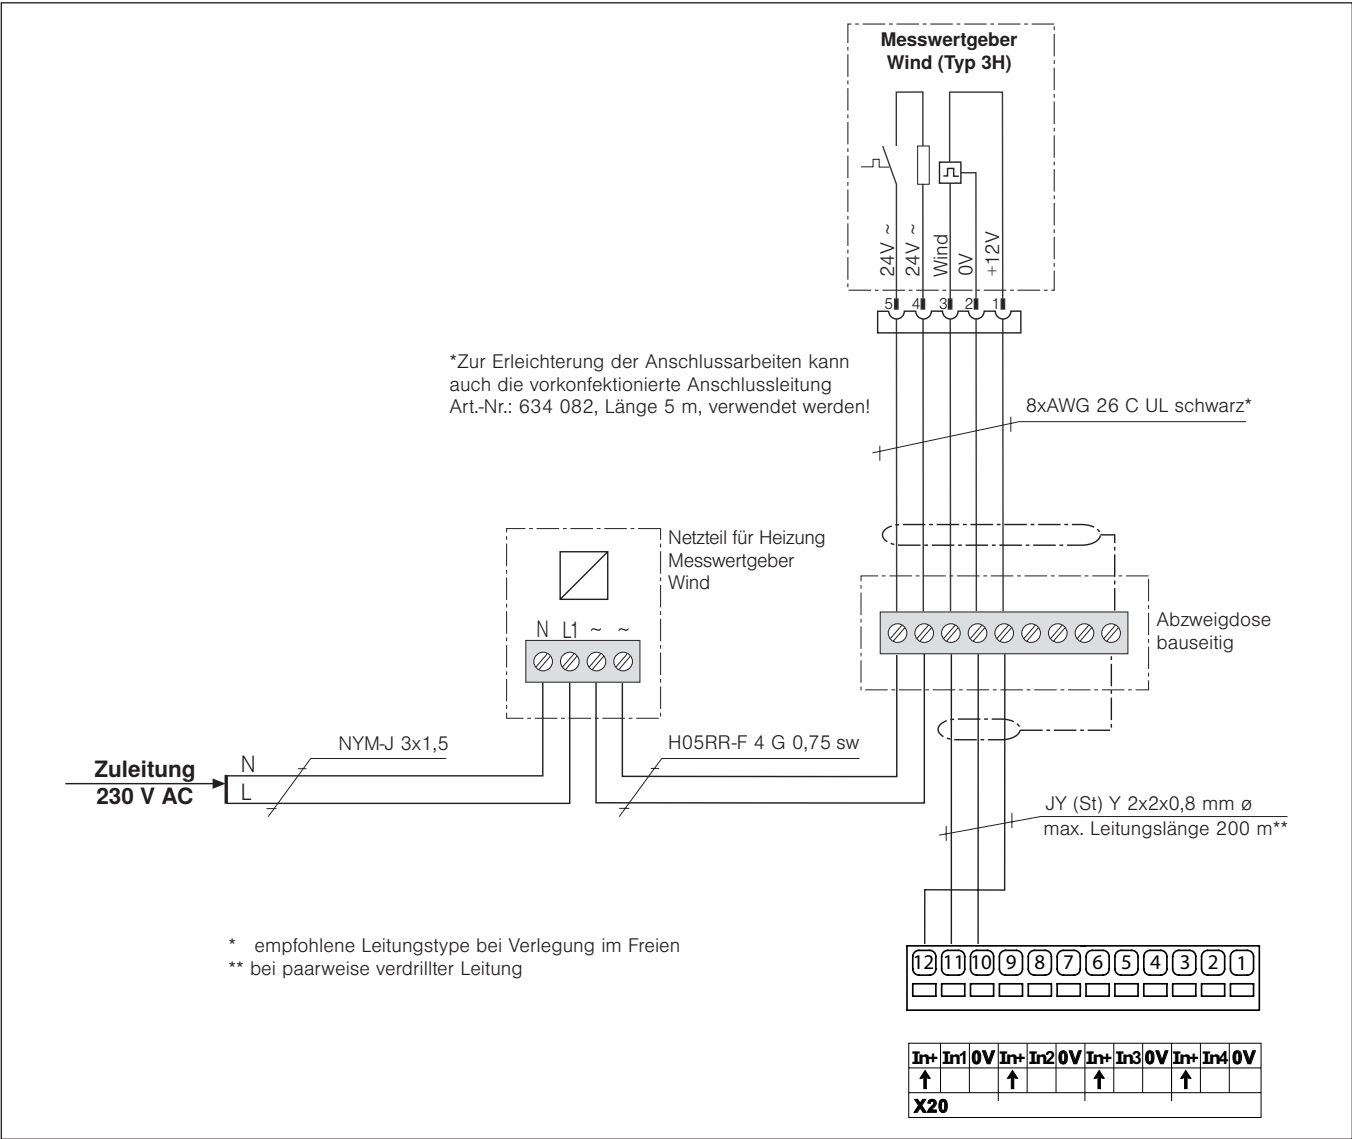 Messwertgeber
Wind (Typ 3H)
24V ~
24V ~
Wind
0V
+12V
5 4 3 2 1
*Zur Erleichterung der Anschlussarbeiten kann
auch die vorkonfektionierte Anschlussleitung
Art.-Nr.: 634 082, Länge 5 m, verwendet werden!
8xAWG 26 C UL schwarz*
Netzteil für Heizung
Messwertgeber
Wind
N L1 ~ ~
Abzweigdose
bauseitig
NYM-J 3x1,5
H05RR-F 4 G 0,75 sw
Zuleitung
230 V AC
N
L
JY (St) Y 2x2x0,8 mm ø
max. Leitungslänge 200 m**
* empfohlene Leitungstype bei Verlegung im Freien
** bei paarweise verdrillter Leitung
12 11 10 9 8 7 6 5 4 3 2 1
In+ In1 0V In+ In2 0V In+ In3 0V In+ In4 0V
X20